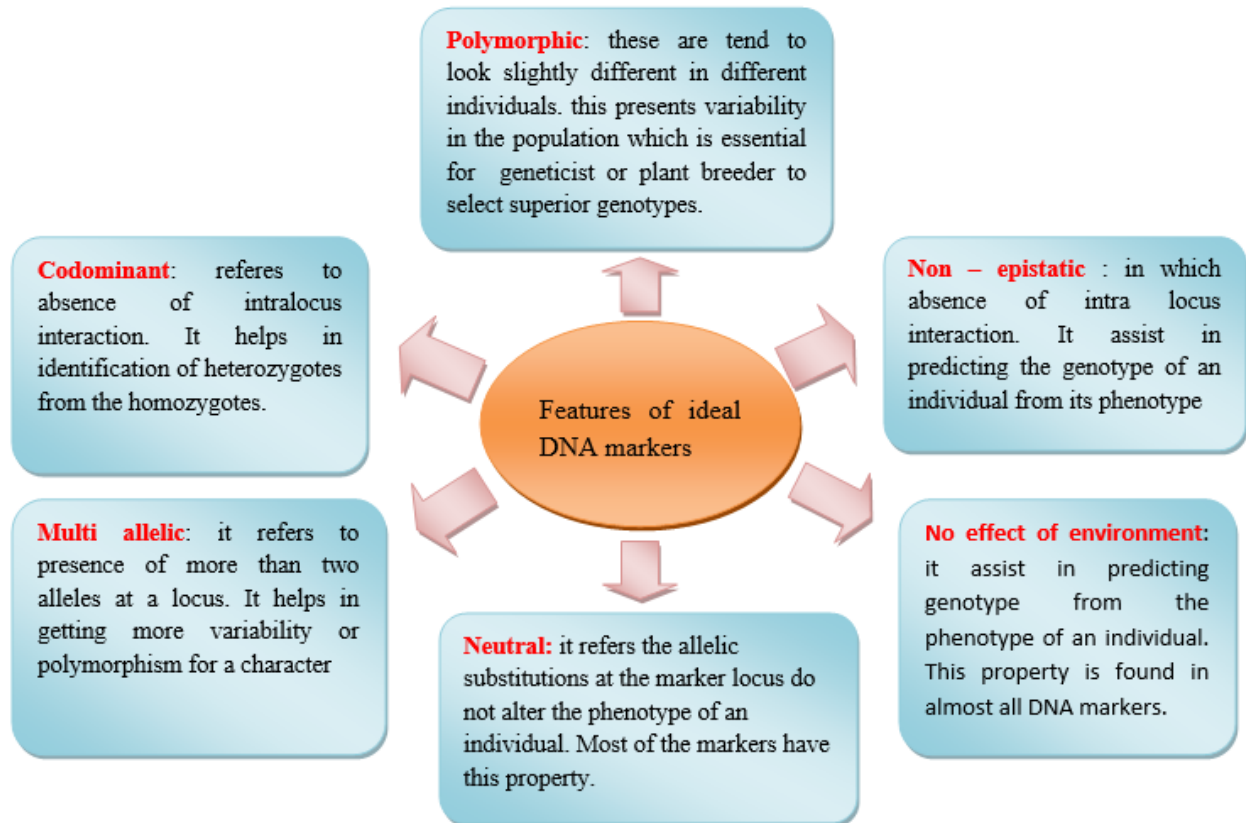 Polymorphic: these are tend to
look slightly different in different
individuals. this presents variability
in the population which is essential
for geneticist or plant breeder to
select superior genotypes.
Codominant: referes to
absence of intralocus
interaction. It helps in
identification of heterozygotes
from the homozygotes.
Non – epistatic : in which
absence of intra locus
interaction. It assist in
predicting the genotype of an
individual from its phenotype
Features of ideal
DNA markers
Multi allelic: it refers to
presence of more than two
alleles at a locus. It helps in
getting more variability or
polymorphism for a character
No effect of environment:
it assist in predicting
genotype from the
phenotype of an individual.
This property is found in
almost all DNA markers.
Neutral: it refers the allelic
substitutions at the marker locus do
not alter the phenotype of an
individual. Most of the markers have
this property.